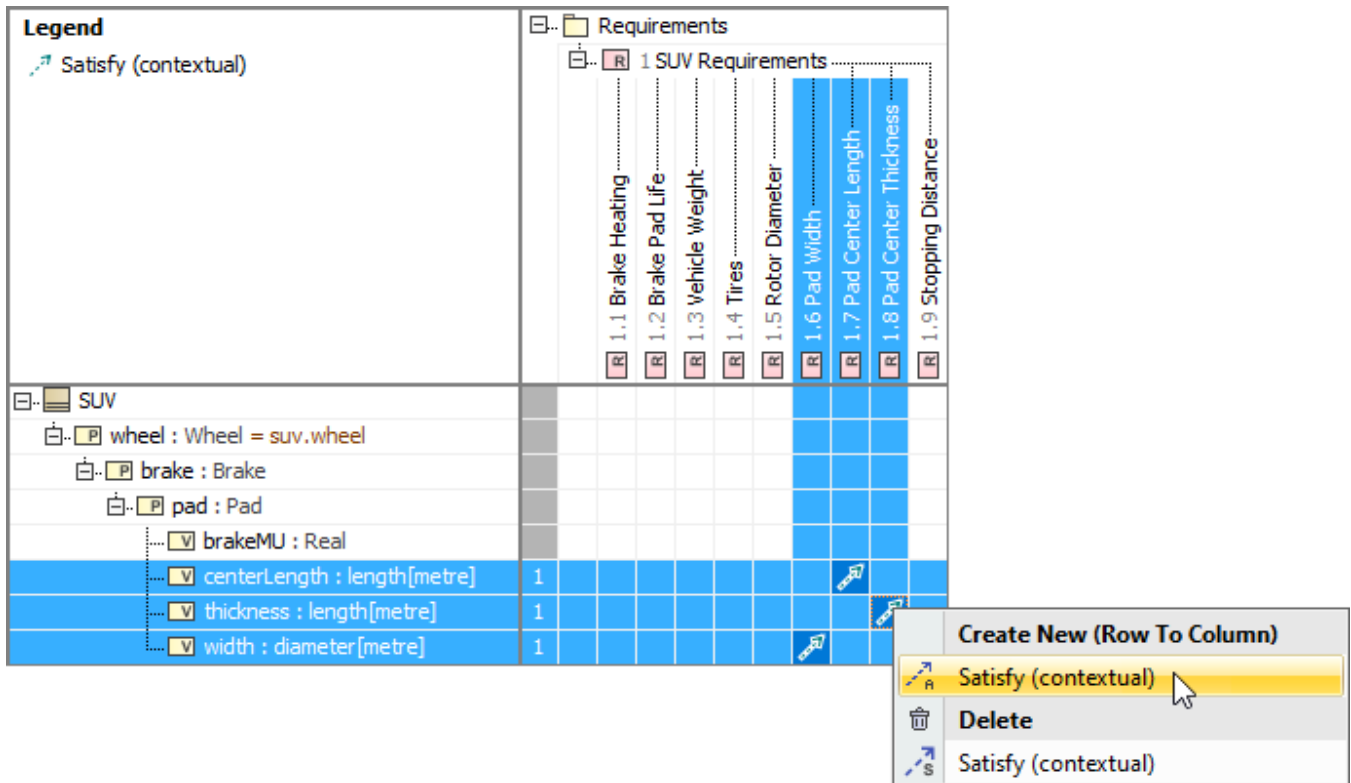 Legend
Satisfy (contextual)
Requirements
R 1 SUV Requirements
R 1.1 Brake Heating
R 1.2 Brake Pad Life
R 1.3 Vehicle Weight
R 1.4 Tires
R 1.5 Rotor Diameter
R 1.6 Pad Width
R 1.7 Pad Center Length
R 1.8 Pad Center Thickness
R 1.9 Stopping Distance
SUV
P wheel : Wheel = suv.wheel
P brake : Brake
P pad : Pad
V brakeMU : Real
V centerLength : length[metre] 1
V thickness : length[metre] 1
V width : diameter[metre] 1
Create New (Row To Column)
A Satisfy (contextual)
Delete
S Satisfy (contextual)